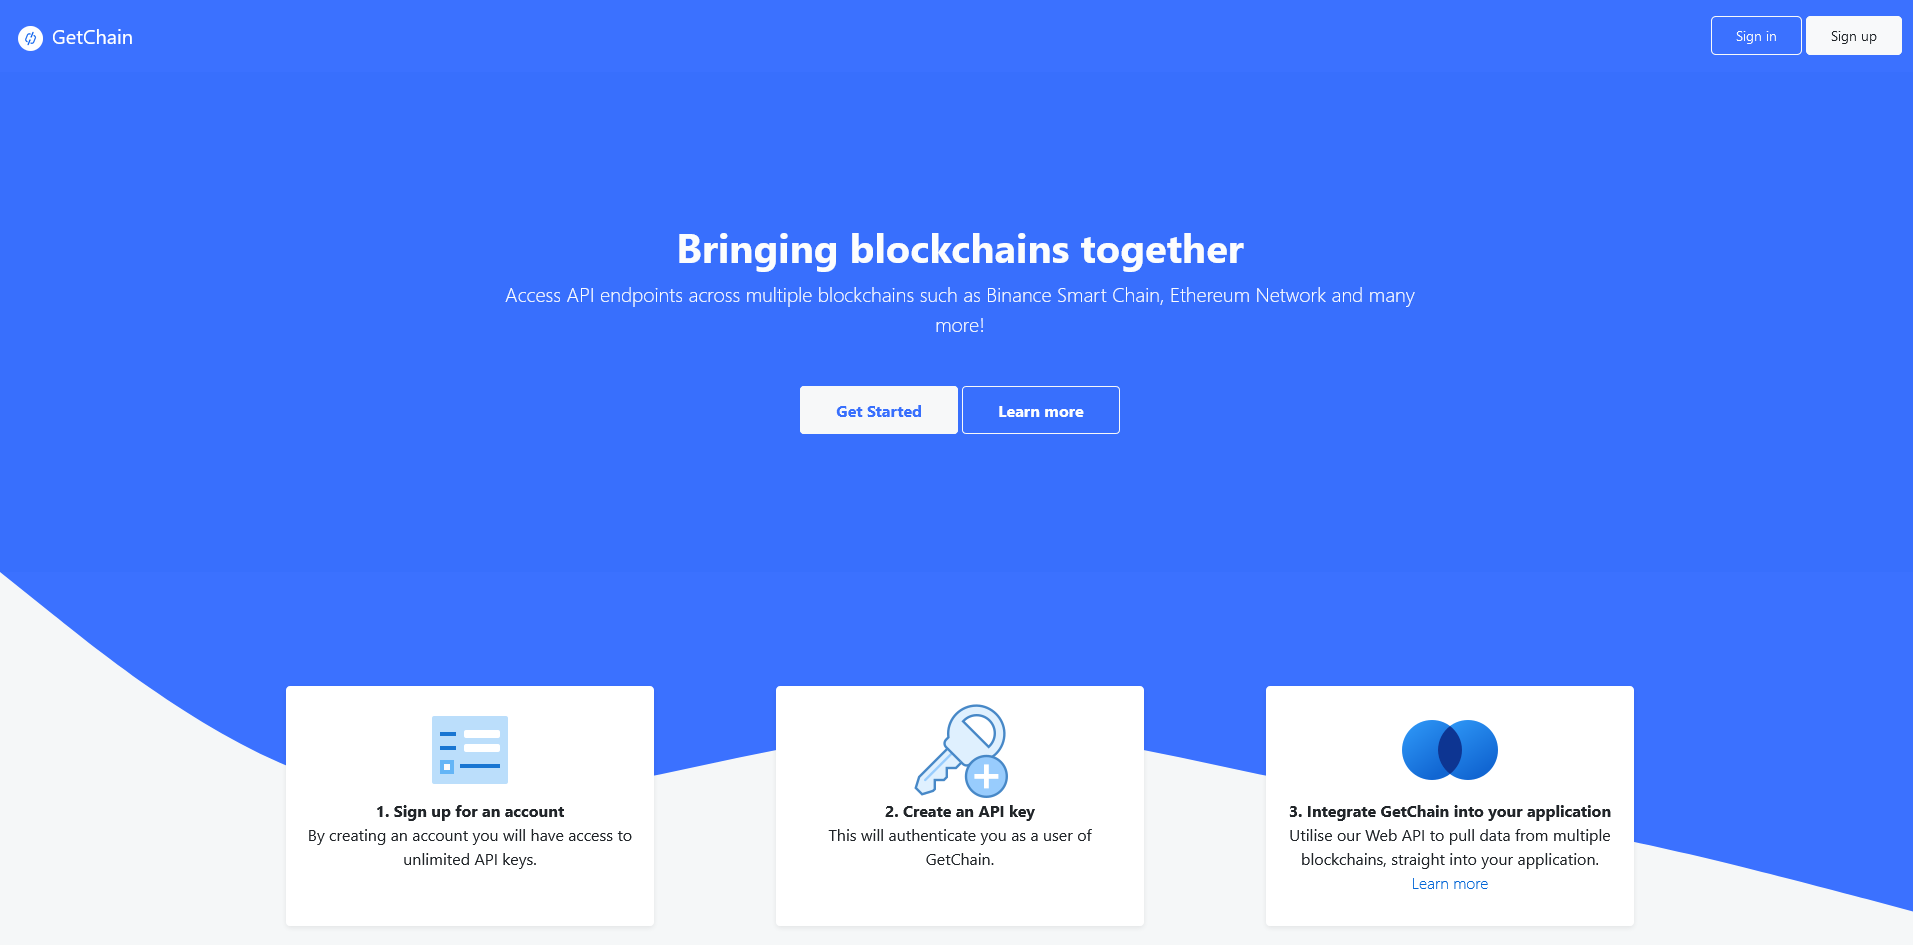 GetChain
Sign in
Sign up
Bringing blockchains together
Access API endpoints across multiple blockchains such as Binance Smart Chain, Ethereum Network and many
more!
Get Started
Learn more
1. Sign up for an account
By creating an account you will have access to
unlimited API keys.
2. Create an API key
This will authenticate you as a user of
GetChain.
3. Integrate GetChain into your application
Utilise our Web API to pull data from multiple
blockchains, straight into your application.
Learn more